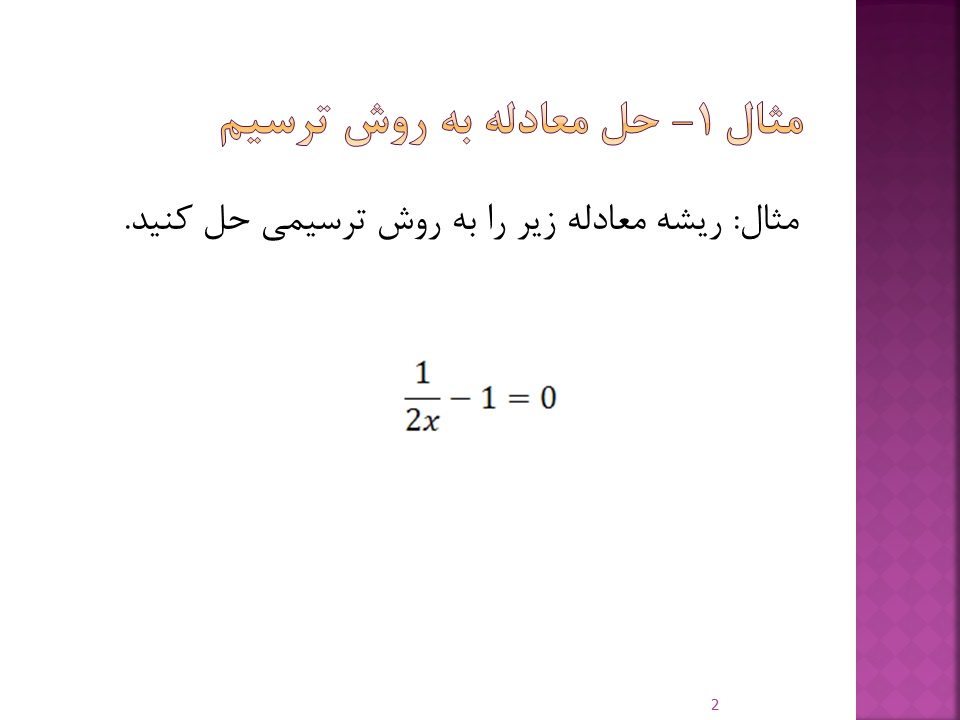 مثال ۱- حل معادله به روش ترسیم
مثال: ریشه معادله زیر را به روش ترسیمی حل کنید.
1/2x − 1 = 0
2